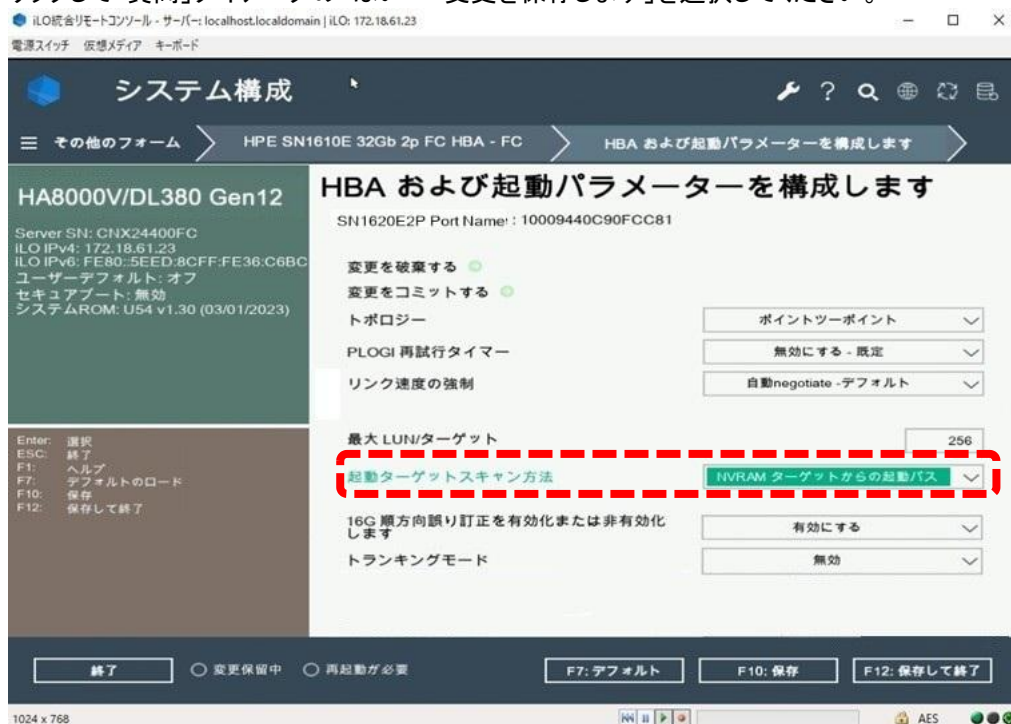 iLO統合リモートコンソール - サーバー: localhost.localdomain | iLO: 172.18.61.23
電源スイッチ 仮想メディア キーボード
システム構成
その他のフォーム HPE SN1610E 32Gb 2p FC HBA - FC HBA および起動パラメーターを構成します
HA8000V/DL380 Gen12
Server SN: CNX24400FC
iLO IPv4: 172.18.61.23
iLO IPv6: FE80::5EED:8CFF:FE36:C6BC
ユーザーデフォルト: オフ
セキュアブート: 無効
システムROM: U54 v1.30 (03/01/2023)
Enter: 選択
ESC: 終了
F1: ヘルプ
F7: デフォルトのロード
F10: 保存
F12: 保存して終了
HBA および起動パラメーターを構成します
SN1620E2P Port Name: : 10009440C90FCC81
変更を破棄する
変更をコミットする
トポロジー ポイントツーポイント
PLOGI 再試行タイマー 無効にする - 既定
リンク速度の強制 自動negotiate -デフォルト
最大 LUN/ターゲット 256
起動ターゲットスキャン方法 NVRAM ターゲットからの起動パス
16G 順方向誤り訂正を有効化または非有効化
します 有効にする
トランキングモード 無効
終了 変更保留中 再起動が必要 F7: デフォルト F10: 保存 F12: 保存して終了
1024 x 768 AES